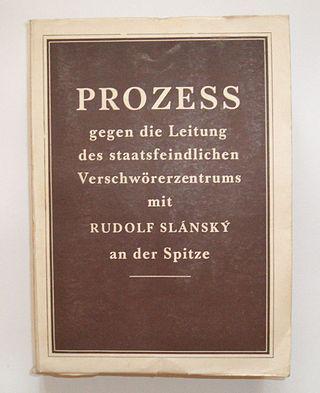 PROZESS
gegen die Leitung
des staatsfeindlichen
Verschwörerzentrums
mit
RUDOLF SLÁNSKÝ
an der Spitze